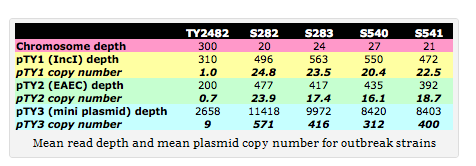 TY2482 S282 S283 S540 S541
Chromosome depth 300 20 24 27 21
pTY1 (IncI) depth 310 496 563 550 472
pTY1 copy number 1.0 24.8 23.5 20.4 22.5
pTY2 (EAEC) depth 200 477 417 435 392
pTY2 copy number 0.7 23.9 17.4 16.1 18.7
pTY3 (mini plasmid) depth 2658 11418 9972 8420 8403
pTY3 copy number 9 571 416 312 400
Mean read depth and mean plasmid copy number for outbreak strains